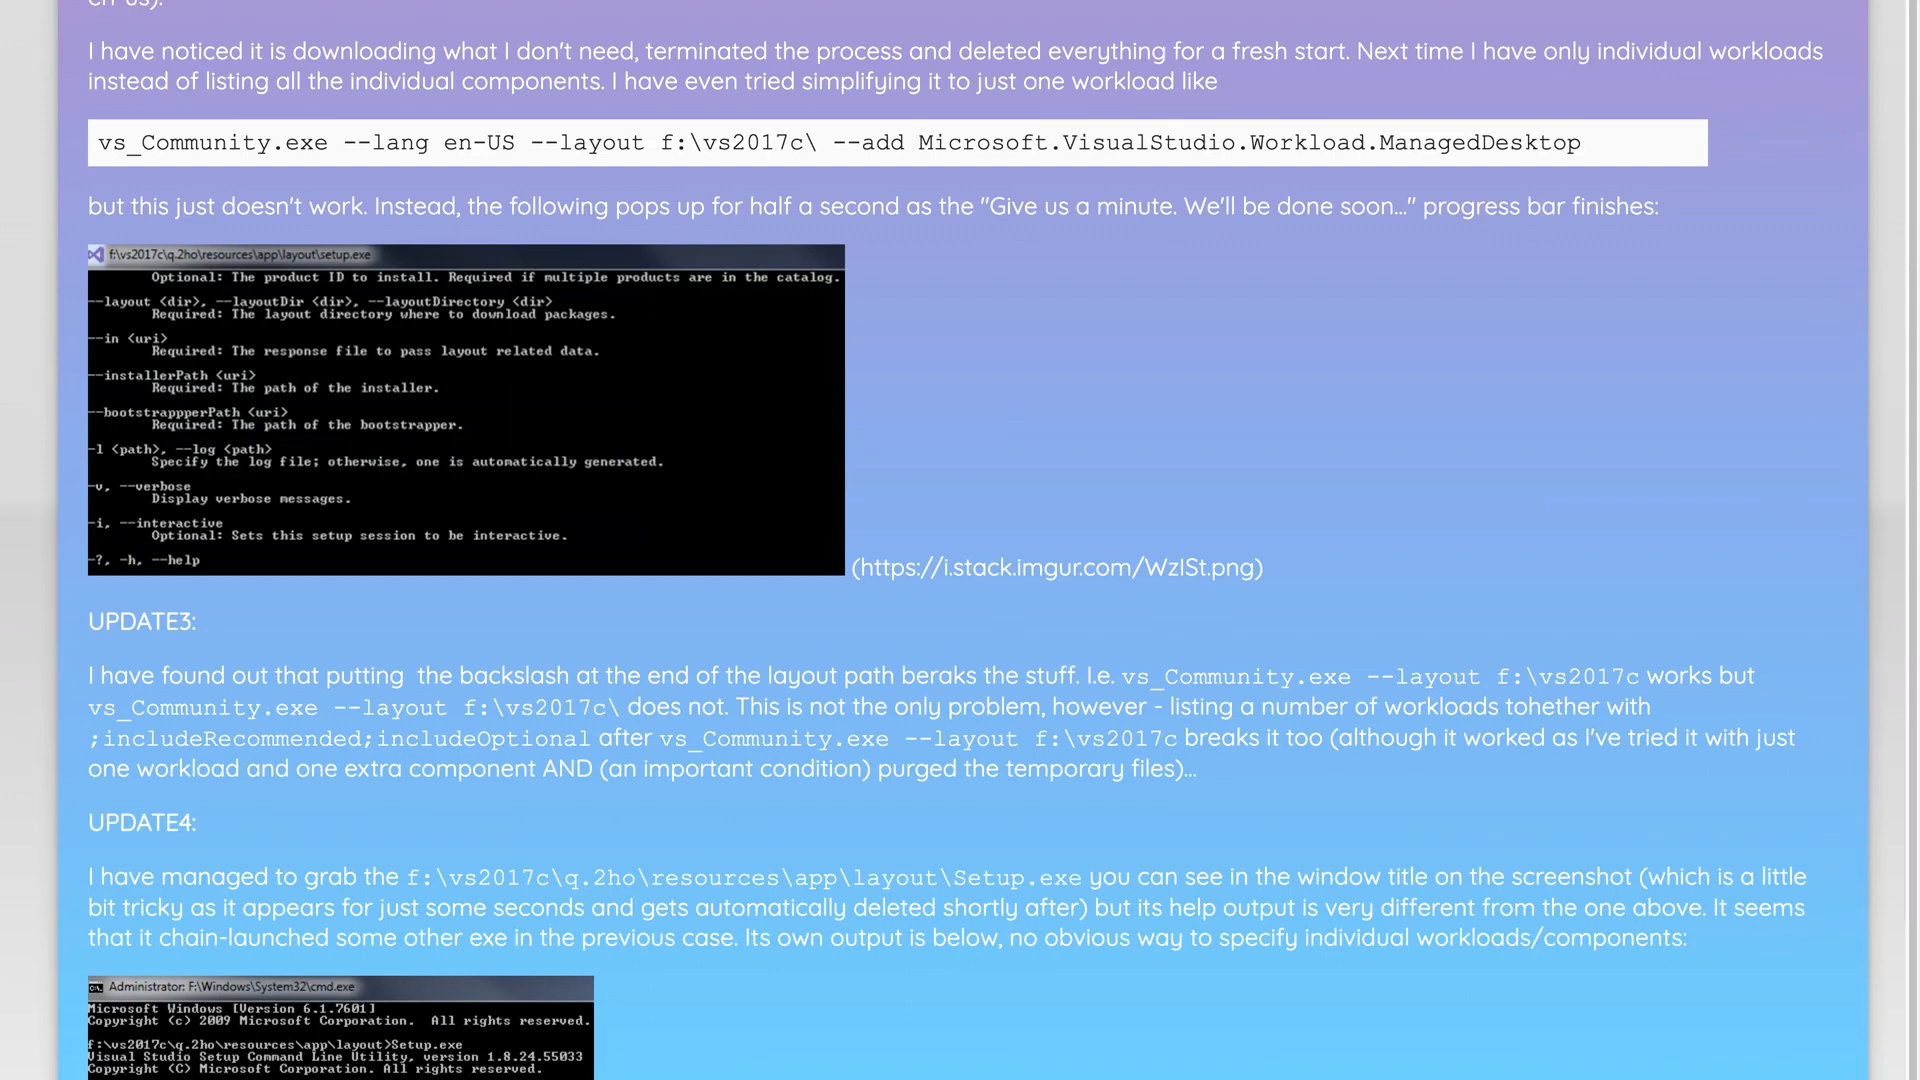 en-us).
I have noticed it is downloading what I don't need, terminated the process and deleted everything for a fresh start. Next time I have only individual workloads
instead of listing all the individual components. I have even tried simplifying it to just one workload like
vs_Community.exe --lang en-US --layout f:\vs2017c\ --add Microsoft.VisualStudio.Workload.ManagedDesktop
but this just doesn't work. Instead, the following pops up for half a second as the "Give us a minute. We'll be done soon..." progress bar finishes:
f:\vs2017c\q.2ho\resources\app\layout\setup.exe
Optional: The product ID to install. Required if multiple products are in the catalog.
--layout <dir>, --layoutDir <dir>, --layoutDirectory <dir>
Required: The layout directory where to download packages.
--in <uri>
Required: The response file to pass layout related data.
--installerPath <uri>
Required: The path of the installer.
--bootstrappperPath <uri>
Required: The path of the bootstrapper.
-l <path>, --log <path>
Specify the log file; otherwise, one is automatically generated.
-v, --verbose
Display verbose messages.
-i, --interactive
Optional: Sets this setup session to be interactive.
-?, -h, --help
(https://i.stack.imgur.com/WzlSt.png)
UPDATE3:
I have found out that putting  the backslash at the end of the layout path beraks the stuff. I.e. vs_Community.exe --layout f:\vs2017c works but
vs_Community.exe --layout f:\vs2017c\ does not. This is not the only problem, however - listing a number of workloads tohether with
;includeRecommended;includeOptional after vs_Community.exe --layout f:\vs2017c breaks it too (although it worked as I've tried it with just
one workload and one extra component AND (an important condition) purged the temporary files)...
UPDATE4:
I have managed to grab the f:\vs2017c\q.2ho\resources\app\layout\Setup.exe you can see in the window title on the screenshot (which is a little
bit tricky as it appears for just some seconds and gets automatically deleted shortly after) but its help output is very different from the one above. It seems
that it chain-launched some other exe in the previous case. Its own output is below, no obvious way to specify individual workloads/components:
Administrator: F:\Windows\System32\cmd.exe
Microsoft Windows [Version 6.1.7601]
Copyright (c) 2009 Microsoft Corporation.  All rights reserved.
f:\vs2017c\q.2ho\resources\app\layout>Setup.exe
Visual Studio Setup Command Line Utility, version 1.8.24.55033
Copyright (C) Microsoft Corporation. All rights reserved.